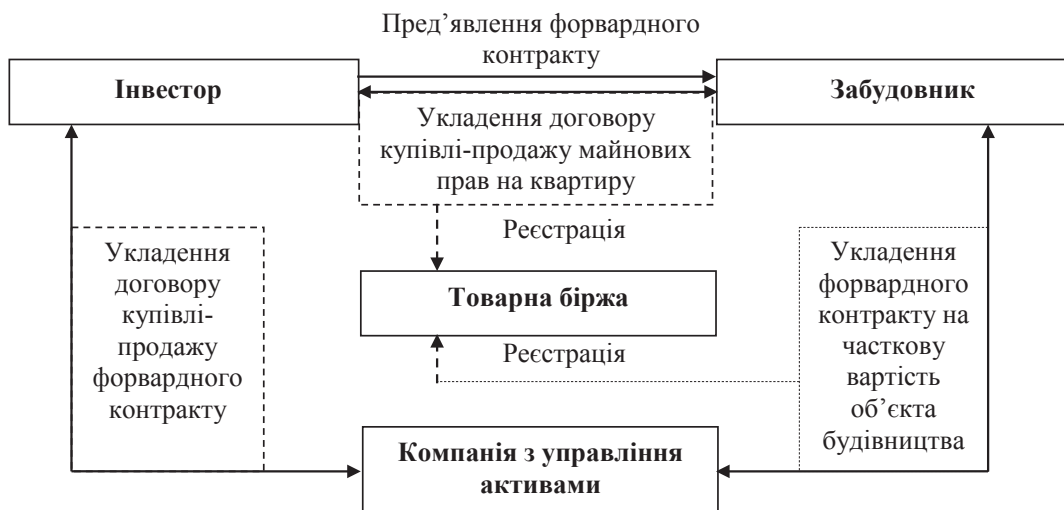 Пред’явлення форвардного
контракту
Інвестор
Забудовник
Укладення договору
купівлі-продажу майнових
прав на квартиру
Реєстрація
Укладення
договору
купівлі-
продажу
форвардного
контракту
Товарна біржа
Реєстрація
Укладення
форвардного
контракту на
часткову
вартість
об’єкта
будівництва
Компанія з управління
активами